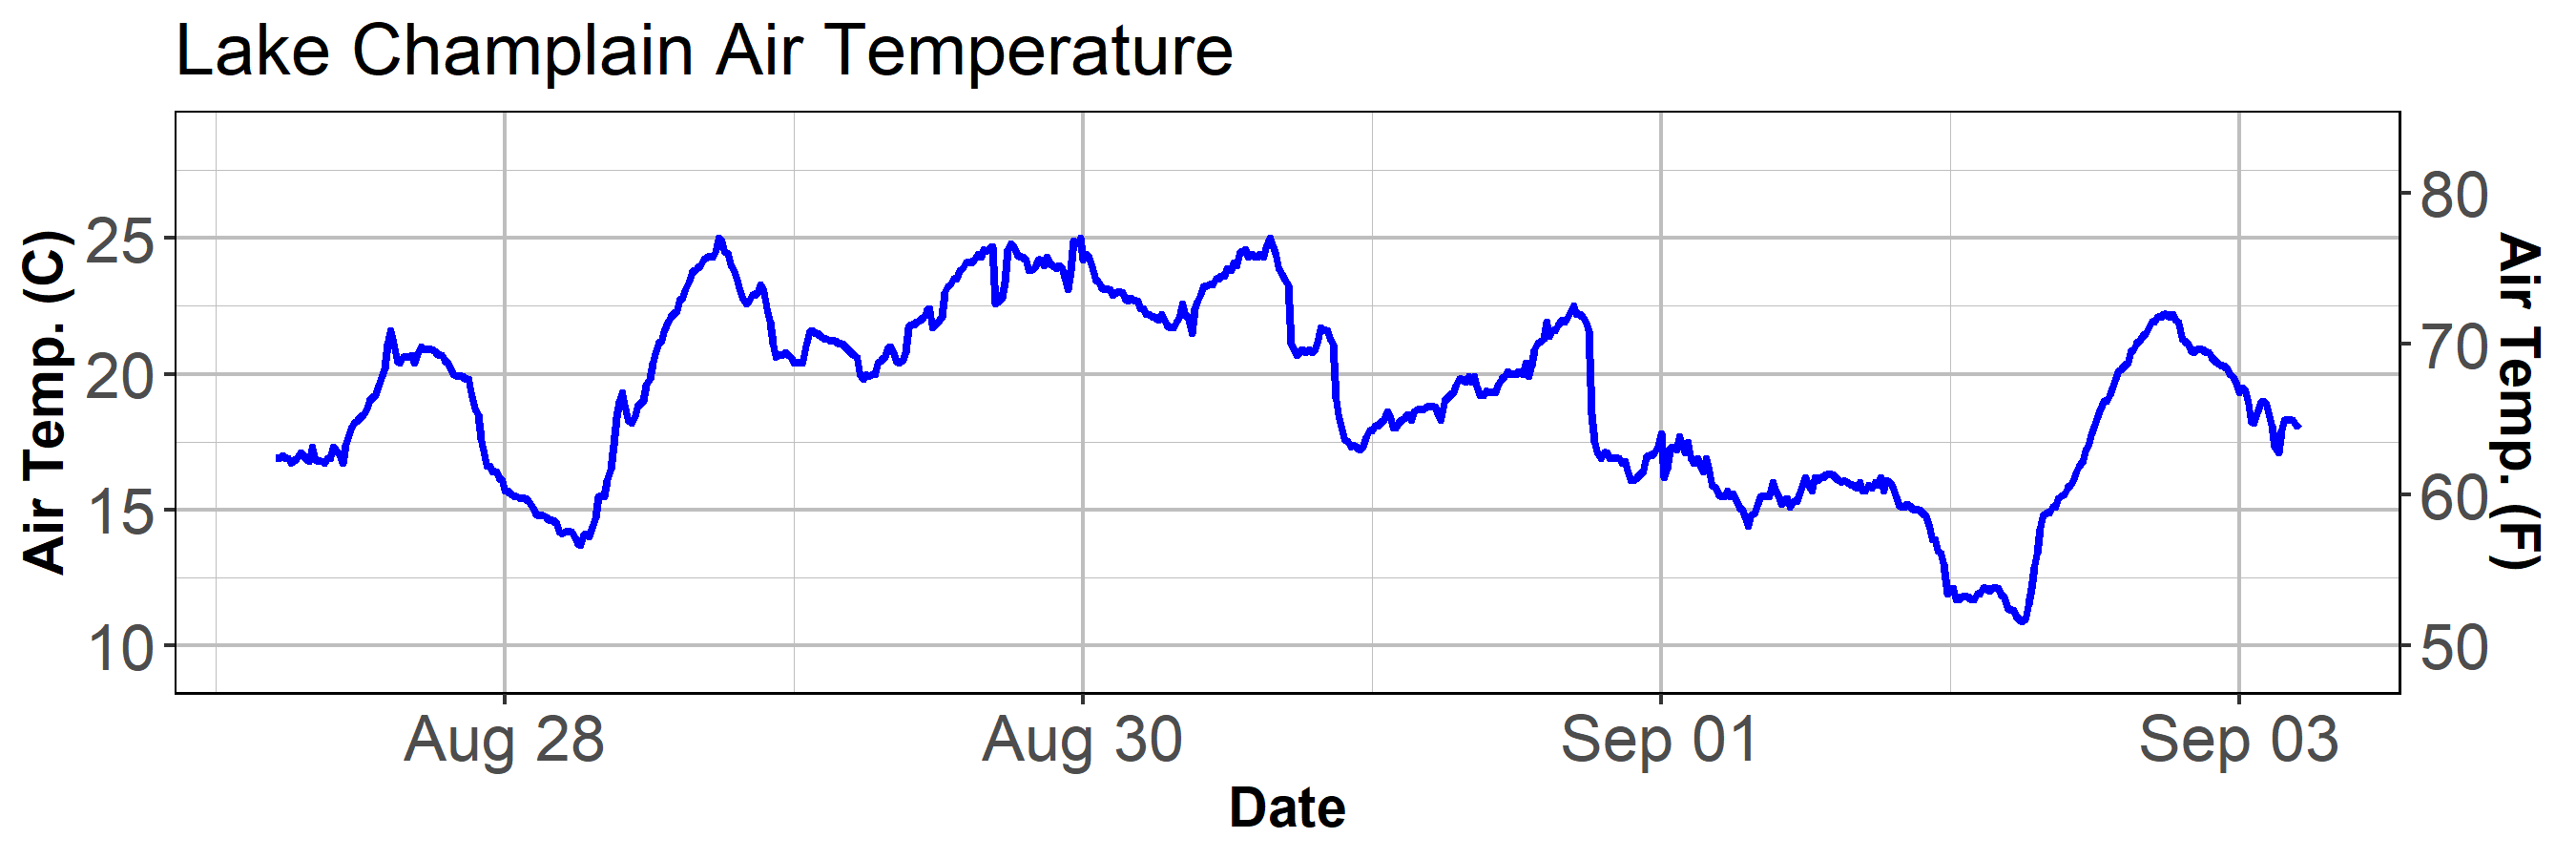 Lake Champlain Air Temperature
Air Temp. (C)
25
20
15
10
80
70
60
50
Air Temp. (F)
Aug 28
Aug 30
Sep 01
Sep 03
Date